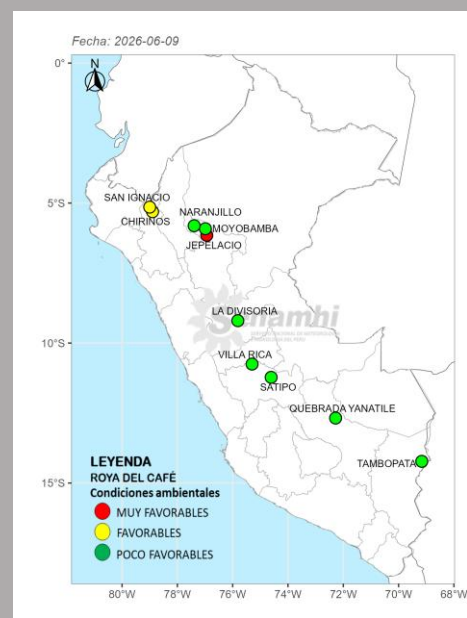 Fecha: 2026-06-09
N
0°
SAN IGNACIO
5°S
CHIRINOS
NARANJILLO
MOYOBAMBA
JEPELACIO
LA DIVISORIA
Senamhi
10°S
VILLA RICA
SATIPO
QUEBRADA YANATILE
TAMBOPATA
LEYENDA
ROYA DEL CAFÉ
Condiciones ambientales
MUY FAVORABLES
FAVORABLES
POCO FAVORABLES
15°S
80°W 78°W 76°W 74°W 72°W 70°W 68°W